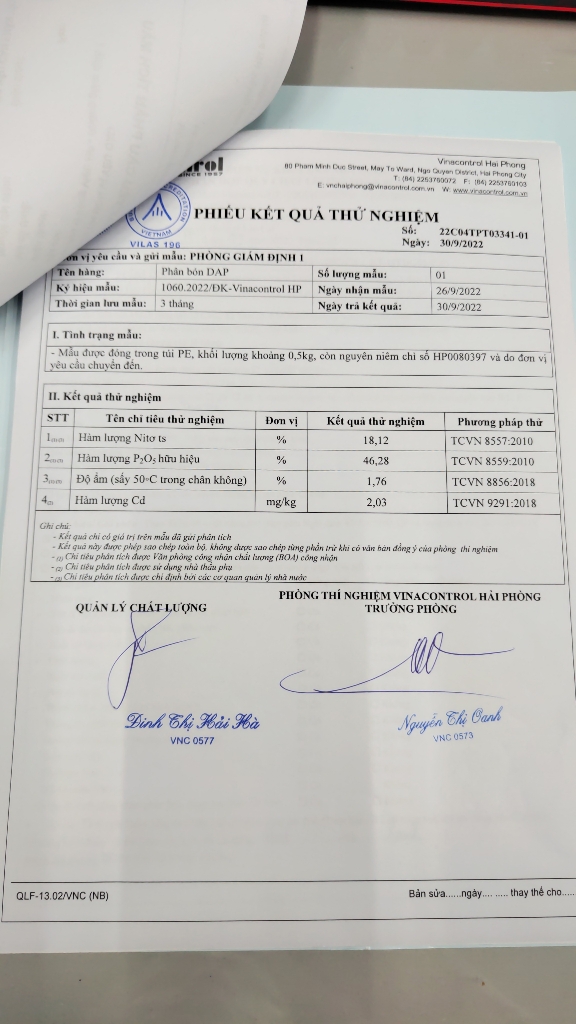 Vinacontrol Hai Phong
80 Pham Minh Duc Street, May To Ward, Ngo Quyen District, Hai Phong City
T: (84) 2253760072 F: (84) 2253760103
E: vnchaiphong@vinacontrol.com.vn W: www.vinacontrol.com.vn
SINCE 1957
VIETNAM
VILAS 196
PHIẾU KẾT QUẢ THỬ NGHIỆM
Số: 22C04TPT03341-01
Ngày: 30/9/2022
vị yêu cầu và gửi mẫu: PHÒNG GIÁM ĐỊNH 1
Tên hàng: Phân bón DAP Số lượng mẫu: 01
Ký hiệu mẫu: 1060.2022/ĐK-Vinacontrol HP Ngày nhận mẫu: 26/9/2022
Thời gian lưu mẫu: 3 tháng Ngày trả kết quả: 30/9/2022
I. Tình trạng mẫu:
- Mẫu được đóng trong túi PE, khối lượng khoảng 0,5kg, còn nguyên niêm chì số HP0080397 và do đơn vị
yêu cầu chuyển đến.
II. Kết quả thử nghiệm
STT Tên chỉ tiêu thử nghiệm Đơn vị Kết quả thử nghiệm Phương pháp thử
1 Hàm lượng Nitơ ts % 18,12 TCVN 8557:2010
2 Hàm lượng P₂O₅ hữu hiệu % 46,28 TCVN 8559:2010
3 Độ ẩm (sấy 50ºC trong chân không) % 1,76 TCVN 8856:2018
4 Hàm lượng Cd mg/kg 2,03 TCVN 9291:2018
Ghi chú:
- Kết quả chỉ có giá trị trên mẫu đã gửi phân tích
- Kết quả này được phép sao chép toàn bộ, không được sao chép từng phần trừ khi có văn bản đồng ý của phòng thí nghiệm
- (1) Chỉ tiêu phân tích được Văn phòng công nhận chất lượng (BOA) công nhận
- (2) Chỉ tiêu phân tích được sử dụng nhà thầu phụ
- (3) Chỉ tiêu phân tích được chỉ định bởi các cơ quan quản lý nhà nước
QUẢN LÝ CHẤT LƯỢNG
PHÒNG THÍ NGHIỆM VINACONTROL HẢI PHÒNG
TRƯỞNG PHÒNG
Đinh Thị Hải Hà
VNC 0577
Nguyễn Thị Oanh
VNC 0573
QLF-13.02/VNC (NB)
Bản sửa......ngày.... ..... thay thế cho.....